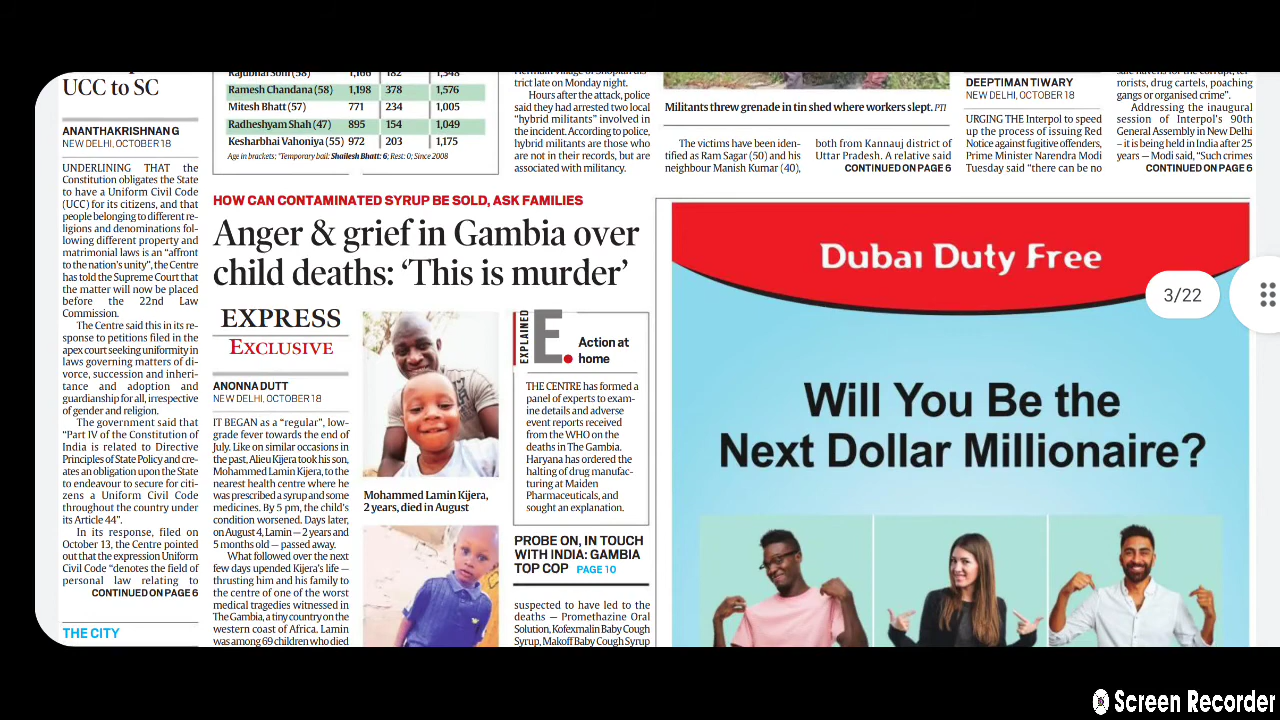 UCC to SC
ANANTHAKRISHNAN G
NEW DELHI, OCTOBER 18
UNDERLINING THAT the
Constitution obligates the State
to have a Uniform Civil Code
(UCC) for its citizens, and that
people belonging to different re-
ligions and denominations fol-
lowing different property and
matrimonial laws is an “affront
to the nation’s unity”, the Centre
has told the Supreme Court that
the matter will now be placed
before the 22nd Law
Commission.
The Centre said this in its re-
sponse to petitions filed in the
apex court seeking uniformity in
laws governing matters of di-
vorce, succession and inheri-
tance and adoption and
guardianship for all, irrespective
of gender and religion.
The government said that
“Part IV of the Constitution of
India is related to Directive
Principles of State Policy and cre-
ates an obligation upon the State
to endeavour to secure for citi-
zens a Uniform Civil Code
throughout the country under
its Article 44”.
In its response, filed on
October 13, the Centre pointed
out that the expression Uniform
Civil Code “denotes the field of
personal law relating to
CONTINUED ON PAGE 6
THE CITY
Rajubhai Soni (58) 1,166 182 1,348
Ramesh Chandana (58) 1,198 378 1,576
Mitesh Bhatt (57) 771 234 1,005
Radheshyam Shah (47) 895 154 1,049
Kesharbhai Vahoniya (55) 972 203 1,175
Age in brackets; *Temporary bail: Shailesh Bhatt: 6; Rest: 0; Since 2008
trict late on Monday night.
Hours after the attack, police
said they had arrested two local
“hybrid militants” involved in
the incident. According to police,
hybrid militants are those who
are not in their records, but are
associated with militancy.
Militants threw grenade in tin shed where workers slept. PTI
The victims have been iden-
tified as Ram Sagar (50) and his
neighbour Manish Kumar (40),
both from Kannauj district of
Uttar Pradesh. A relative said
CONTINUED ON PAGE 6
DEEPTIMAN TIWARY
NEW DELHI, OCTOBER 18
URGING THE Interpol to speed
up the process of issuing Red
Notice against fugitive offenders,
Prime Minister Narendra Modi
Tuesday said “there can be no
rorists, drug cartels, poaching
gangs or organised crime”.
Addressing the inaugural
session of Interpol’s 90th
General Assembly in New Delhi
– it is being held in India after 25
years — Modi said, “Such crimes
CONTINUED ON PAGE 6
HOW CAN CONTAMINATED SYRUP BE SOLD, ASK FAMILIES
Anger & grief in Gambia over
child deaths: ‘This is murder’
EXPRESS
EXCLUSIVE
ANONNA DUTT
NEW DELHI, OCTOBER 18
IT BEGAN as a “regular”, low-
grade fever towards the end of
July. Like on similar occasions in
the past, Alieu Kijera took his son,
Mohammed Lamin Kijera, to the
nearest health centre where he
was prescribed a syrup and some
medicines. By 5 pm, the child’s
condition worsened. Days later,
on August 4, Lamin — 2 years and
5 months old — passed away.
What followed over the next
few days upended Kijera’s life —
thrusting him and his family to
the centre of one of the worst
medical tragedies witnessed in
The Gambia, a tiny country on the
western coast of Africa. Lamin
was among 69 children who died
Mohammed Lamin Kijera,
2 years, died in August
EXPLAINED
E.
Action at
home
THE CENTRE has formed a
panel of experts to exam-
ine details and adverse
event reports received
from the WHO on the
deaths in The Gambia.
Haryana has ordered the
halting of drug manufac-
turing at Maiden
Pharmaceuticals, and
sought an explanation.
PROBE ON, IN TOUCH
WITH INDIA: GAMBIA
TOP COP PAGE 10
suspected to have led to the
deaths — Promethazine Oral
Solution, Kofexmalin Baby Cough
Syrup, Makoff Baby Cough Syrup
Dubai Duty Free
3/22
Will You Be the
Next Dollar Millionaire?
Screen Recorder